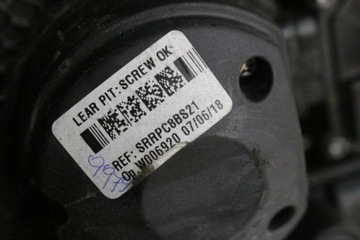 LEAR PIT: SCREW OK
REF: SRRPC8BS21
Op. W006920 07/06/18